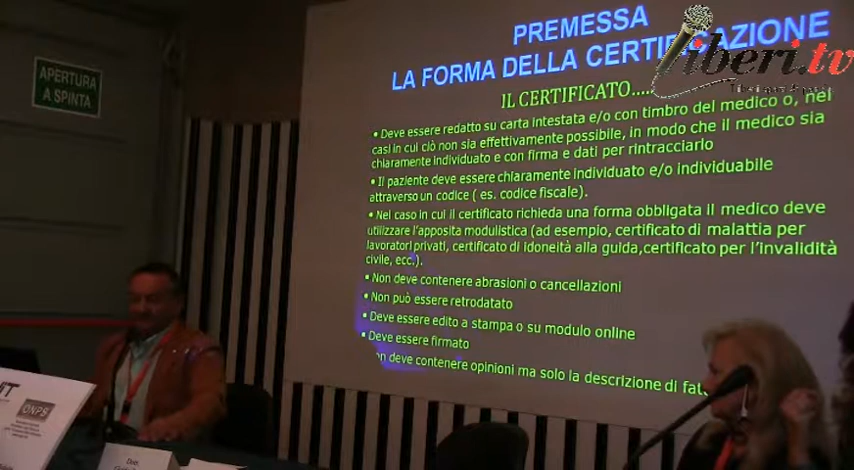 APERTURA
A SPINTA
PREMESSA
LA FORMA DELLA CERTIFICAZIONE
liberi.tv
IL CERTIFICATO.....
• Deve essere redatto su carta intestata e/o con timbro del medico o, nei
casi in cui ciò non sia effettivamente possibile, in modo che il medico sia
chiaramente individuato e con firma e dati per rintracciarlo
• Il paziente deve essere chiaramente individuato e/o individuabile
attraverso un codice ( es. codice fiscale).
• Nel caso in cui il certificato richieda una forma obbligata il medico deve
utilizzare l'apposita modulistica (ad esempio, certificato di malattia per
lavoratori privati, certificato di idoneità alla guida,certificato per l'invalidità
civile, ecc.).
• Non deve contenere abrasioni o cancellazioni
• Non può essere retrodatato
• Deve essere edito a stampa o su modulo online
• Deve essere firmato
on deve contenere opinioni ma solo la descrizione di fat
ONPS
Dott.